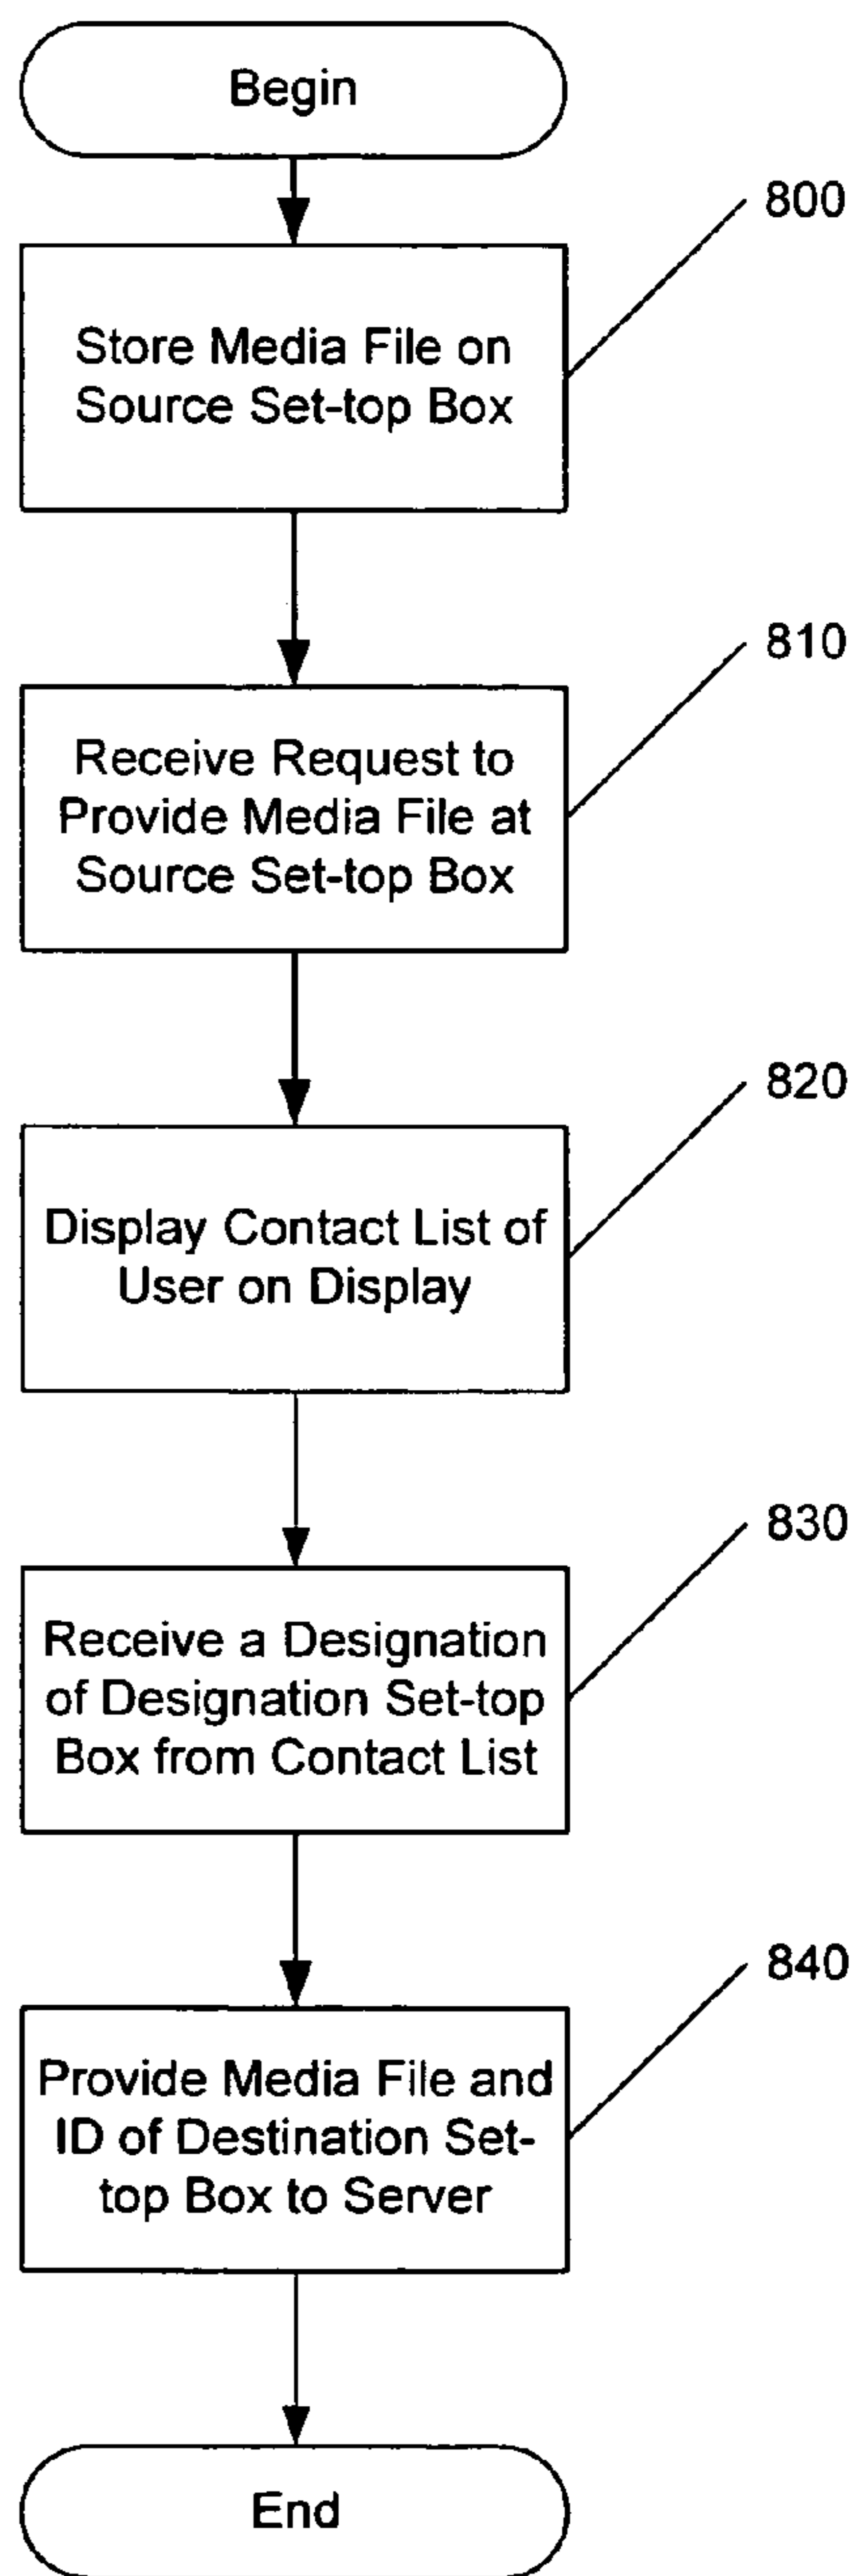 Begin
800
Store Media File on
Source Set-top Box
810
Receive Request to
Provide Media File at
Source Set-top Box
820
Display Contact List of
User on Display
830
Receive a Designation
of Designation Set-top
Box from Contact List
840
Provide Media File and
ID of Destination Set-
top Box to Server
End